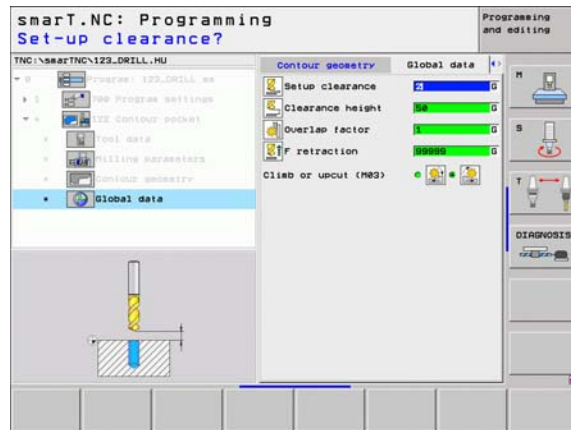 smarT.NC: Programming
Programming
and editing
Set-up clearance?
TNC:\smarTNC\123_DRILL.HU
Contour geometry
Global data
0 Program: 123_DRILL mm
1 700 Program settings
122 Contour pocket
Tool data
Milling parameters
Contour geometry
Global data
Setup clearance 2 G
Clearance height 50 G
Overlap factor 1 G
F retraction 99999 G
Climb or upcut (M03)
M
S
T
DIAGNOSIS